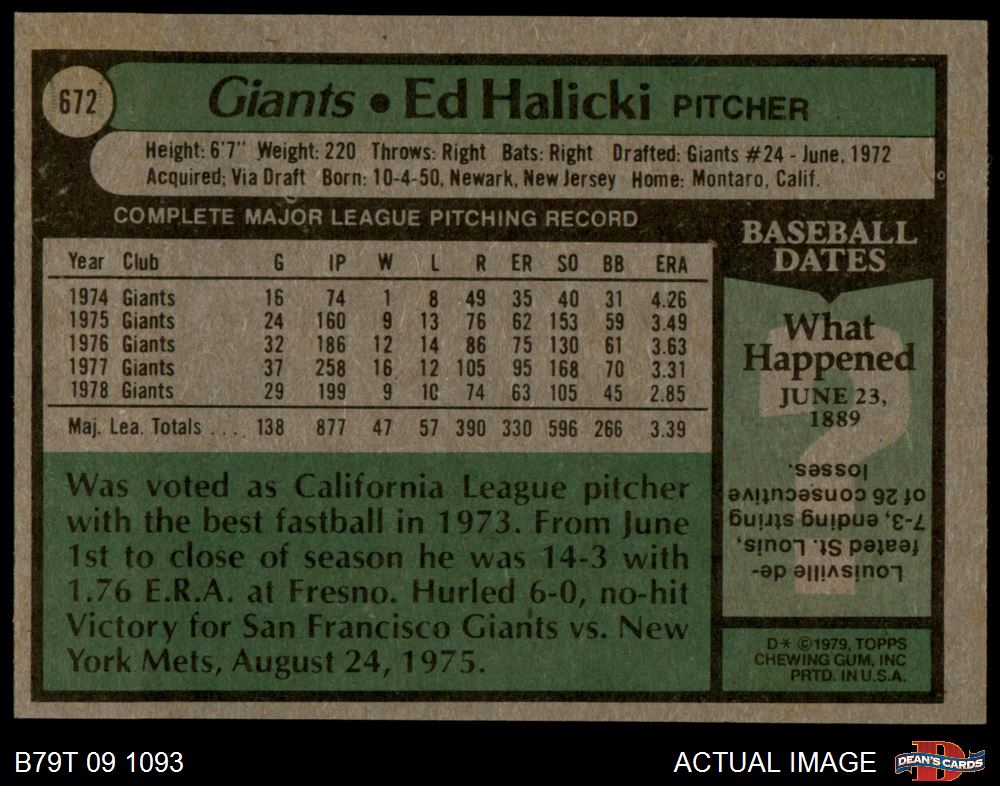 672
Giants • Ed Halicki PITCHER
Height: 6'7" Weight: 220 Throws: Right Bats: Right Drafted: Giants #24 - June, 1972
Acquired: Via Draft Born: 10-4-50, Newark, New Jersey Home: Montaro, Calif.
COMPLETE MAJOR LEAGUE PITCHING RECORD
Year Club G IP W L R ER SO BB ERA
1974 Giants 16 74 1 8 49 35 40 31 4.26
1975 Giants 24 160 9 13 76 62 153 59 3.49
1976 Giants 32 186 12 14 86 75 130 61 3.63
1977 Giants 37 258 16 12 105 95 168 70 3.31
1978 Giants 29 199 9 10 74 63 105 45 2.85
Maj. Lea. Totals .... 138 877 47 57 390 330 596 266 3.39
Was voted as California League pitcher
with the best fastball in 1973. From June
1st to close of season he was 14-3 with
1.76 E.R.A. at Fresno. Hurled 6-0, no-hit
Victory for San Francisco Giants vs. New
York Mets, August 24, 1975.
BASEBALL
DATES
What
Happened
JUNE 23,
1889
Louisville de-
feated St. Louis,
7-3, ending string
of 26 consecutive
losses.
D* ©1979, TOPPS
CHEWING GUM, INC
PRTD. IN U.S.A.
B79T 09 1093
ACTUAL IMAGE
D
DEAN'S CARDS